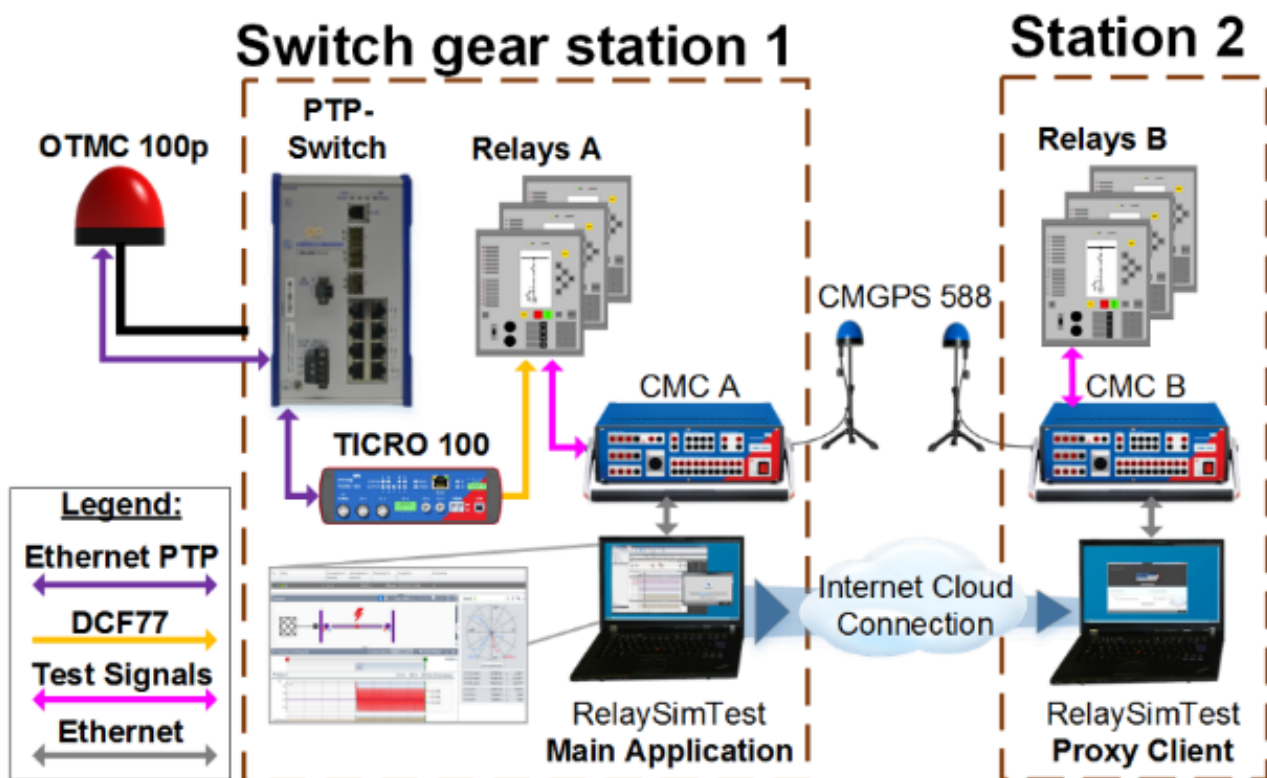 Switch gear station 1
Station 2
PTP-
Switch
OTMC 100p
Relays A
Relays B
CMGPS 588
CMC A
CMC B
TICRO 100
Legend:
Ethernet PTP
DCF77
Test Signals
Ethernet
Internet Cloud
Connection
RelaySimTest
Main Application
RelaySimTest
Proxy Client